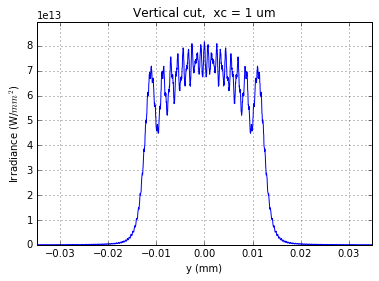 Vertical cut,  xc = 1 um
1e13
8
7
6
5
4
3
2
1
0
Irradiance (W/mm²)
−0.03 −0.02 −0.01 0.00 0.01 0.02 0.03
y (mm)